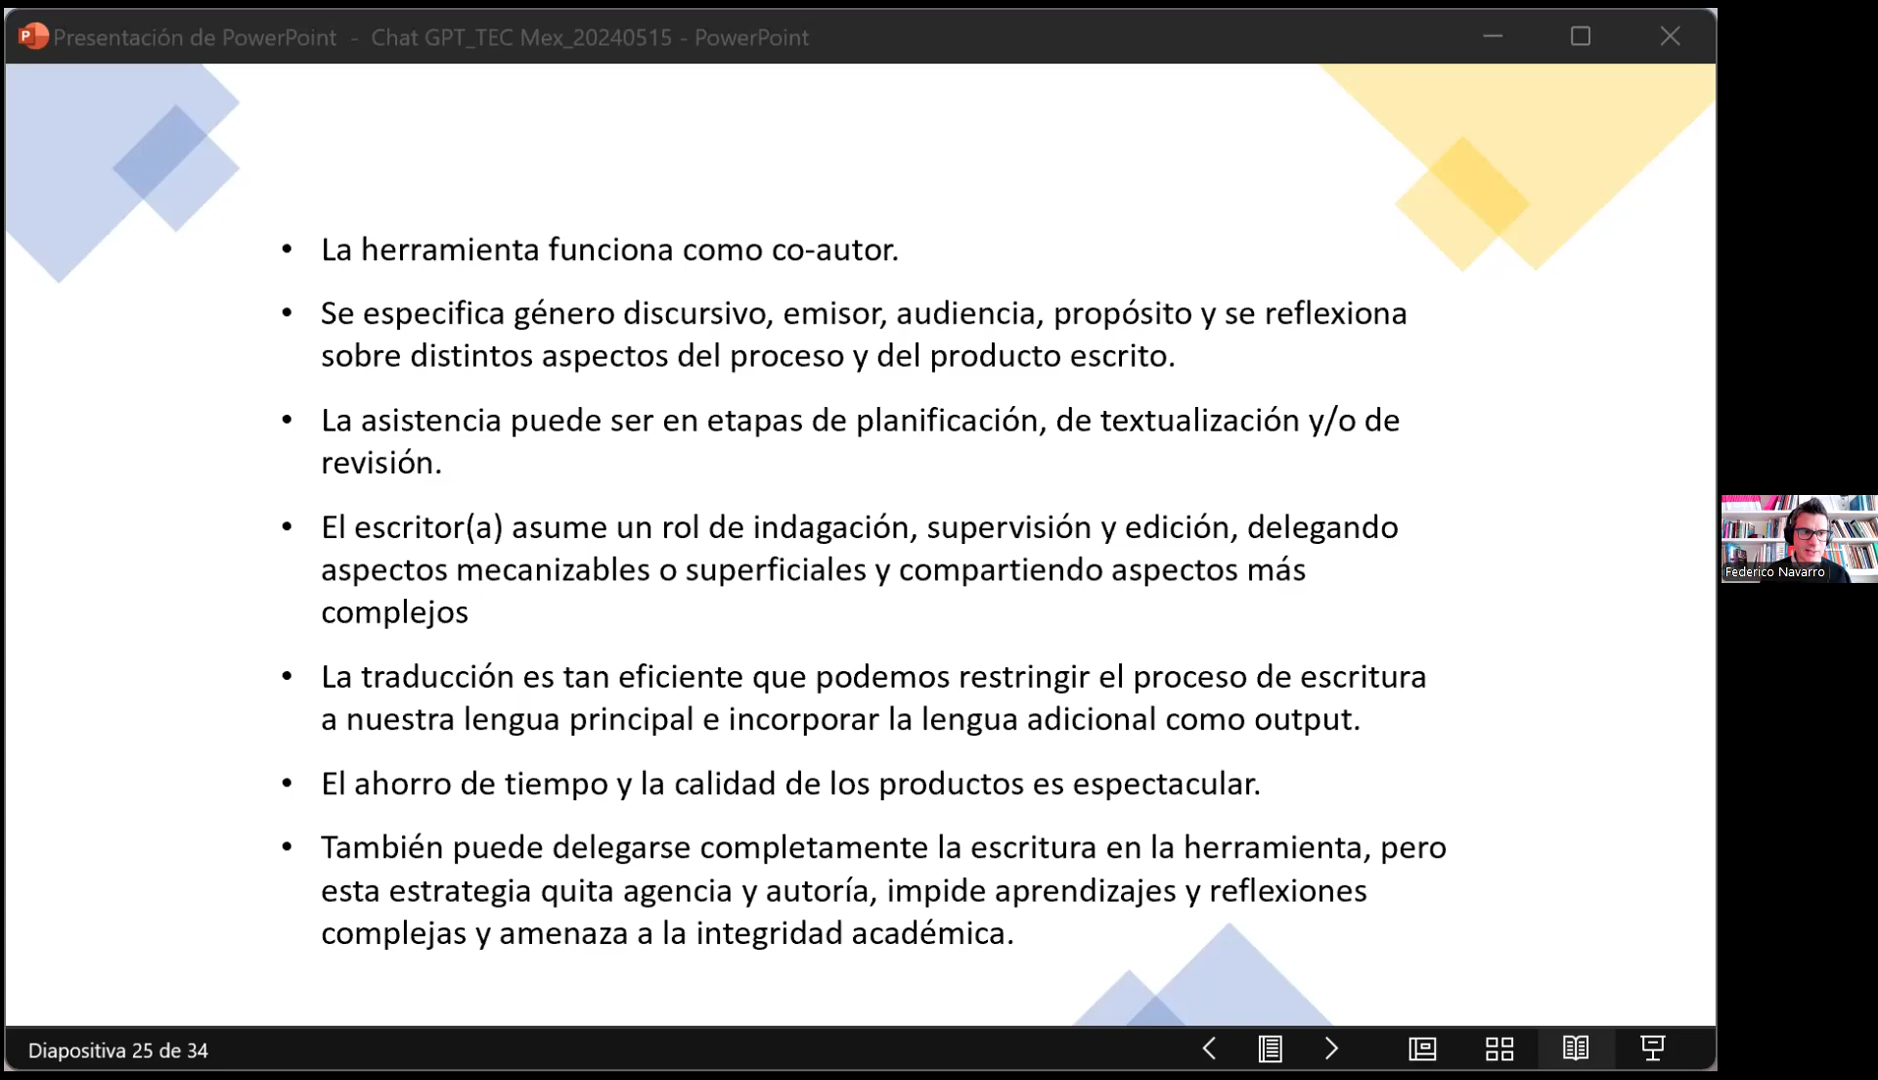 Presentación de PowerPoint - Chat GPT_TEC Mex_20240515 - PowerPoint
• La herramienta funciona como co-autor.
• Se especifica género discursivo, emisor, audiencia, propósito y se reflexiona
sobre distintos aspectos del proceso y del producto escrito.
• La asistencia puede ser en etapas de planificación, de textualización y/o de
revisión.
• El escritor(a) asume un rol de indagación, supervisión y edición, delegando
aspectos mecanizables o superficiales y compartiendo aspectos más
complejos
• La traducción es tan eficiente que podemos restringir el proceso de escritura
a nuestra lengua principal e incorporar la lengua adicional como output.
• El ahorro de tiempo y la calidad de los productos es espectacular.
• También puede delegarse completamente la escritura en la herramienta, pero
esta estrategia quita agencia y autoría, impide aprendizajes y reflexiones
complejas y amenaza a la integridad académica.
Federico Navarro
Diapositiva 25 de 34